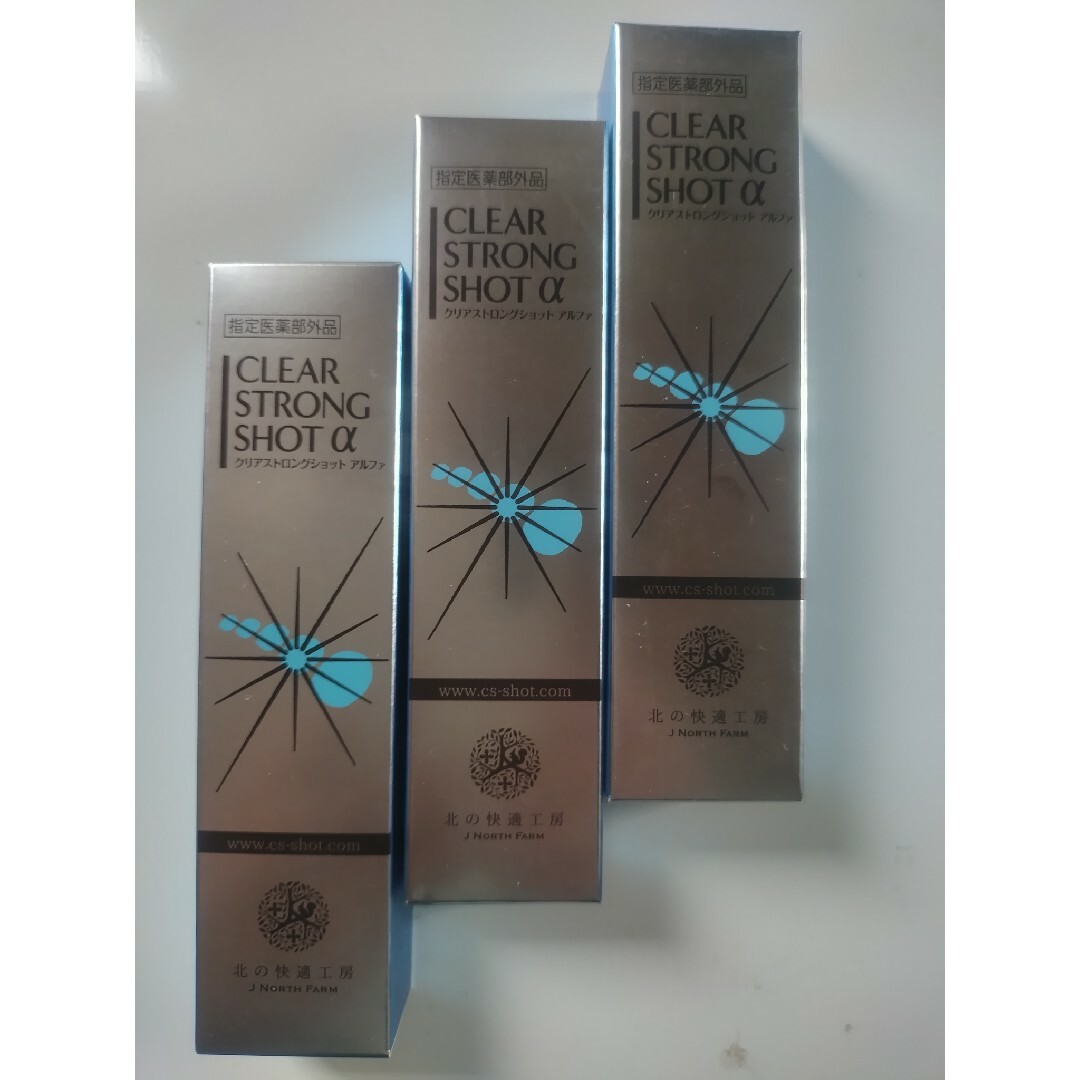 指定医薬部外品
CLEAR
STRONG
SHOT α
クリアストロングショット アルファ
www.cs-shot.com
北の快適工房
J NORTH FARM
指定医薬部外品
CLEAR
STRONG
SHOT α
クリアストロングショット アルファ
www.cs-shot.com
北の快適工房
J NORTH FARM
指定医薬部外品
CLEAR
STRONG
SHOT α
クリアストロングショット アルファ
www.cs-shot.com
北の快適工房
J NORTH FARM